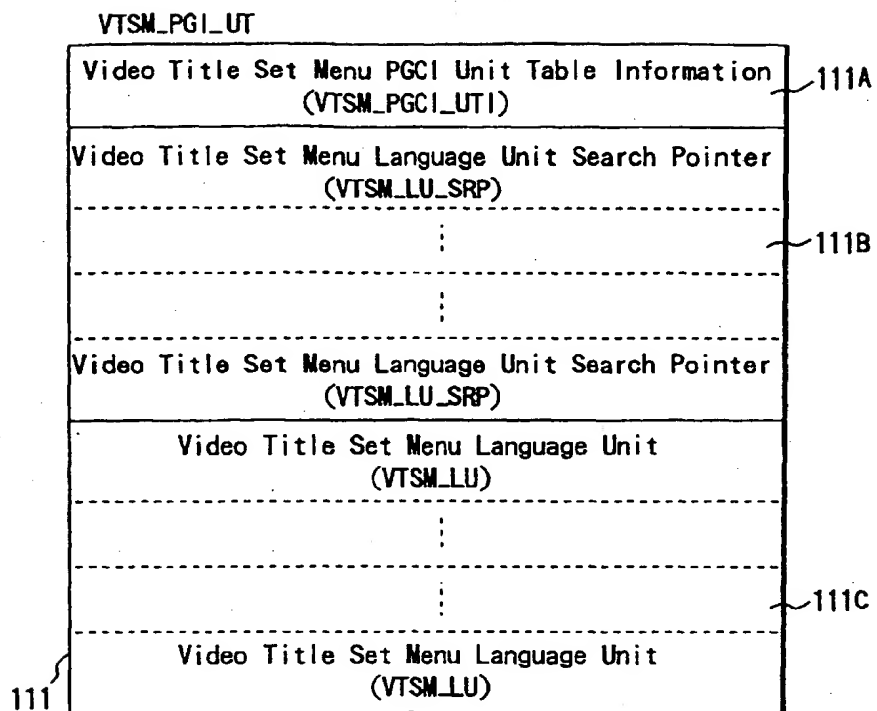 VTSM_PGI_UT
Video Title Set Menu PGCI Unit Table Information
(VTSM_PGCI_UTI)
111A
Video Title Set Menu Language Unit Search Pointer
(VTSM_LU_SRP)
111B
Video Title Set Menu Language Unit Search Pointer
(VTSM_LU_SRP)
Video Title Set Menu Language Unit
(VTSM_LU)
111C
Video Title Set Menu Language Unit
(VTSM_LU)
111